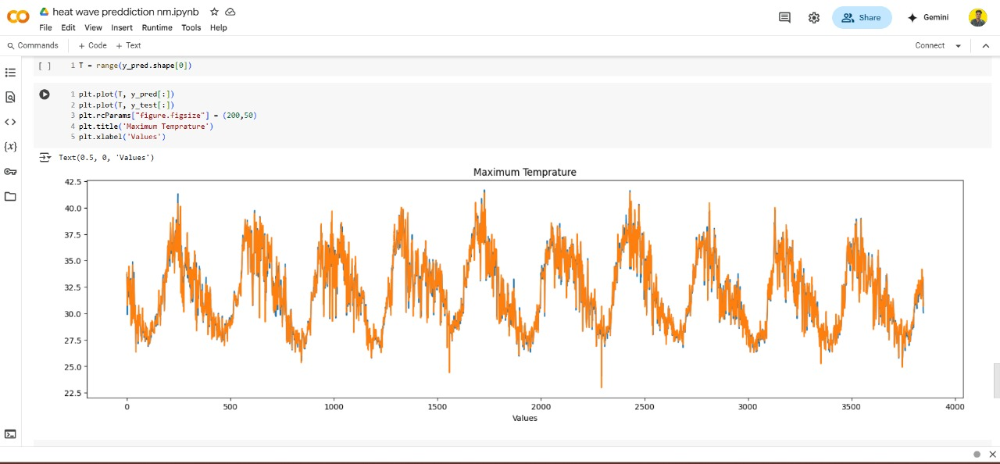 heat wave preddiction nm.ipynb
File Edit View Insert Runtime Tools Help
Share
Gemini
Commands + Code + Text
Connect
[ ] 1 T = range(y_pred.shape[0])
1 plt.plot(T, y_pred[:])
2 plt.plot(T, y_test[:])
3 plt.rcParams["figure.figsize"] = (200,50)
4 plt.title('Maximum Temprature')
5 plt.xlabel('Values')
Text(0.5, 0, 'Values')
Maximum Temprature
42.5
40.0
37.5
35.0
32.5
30.0
27.5
25.0
22.5
0 500 1000 1500 2000 2500 3000 3500 4000
Values